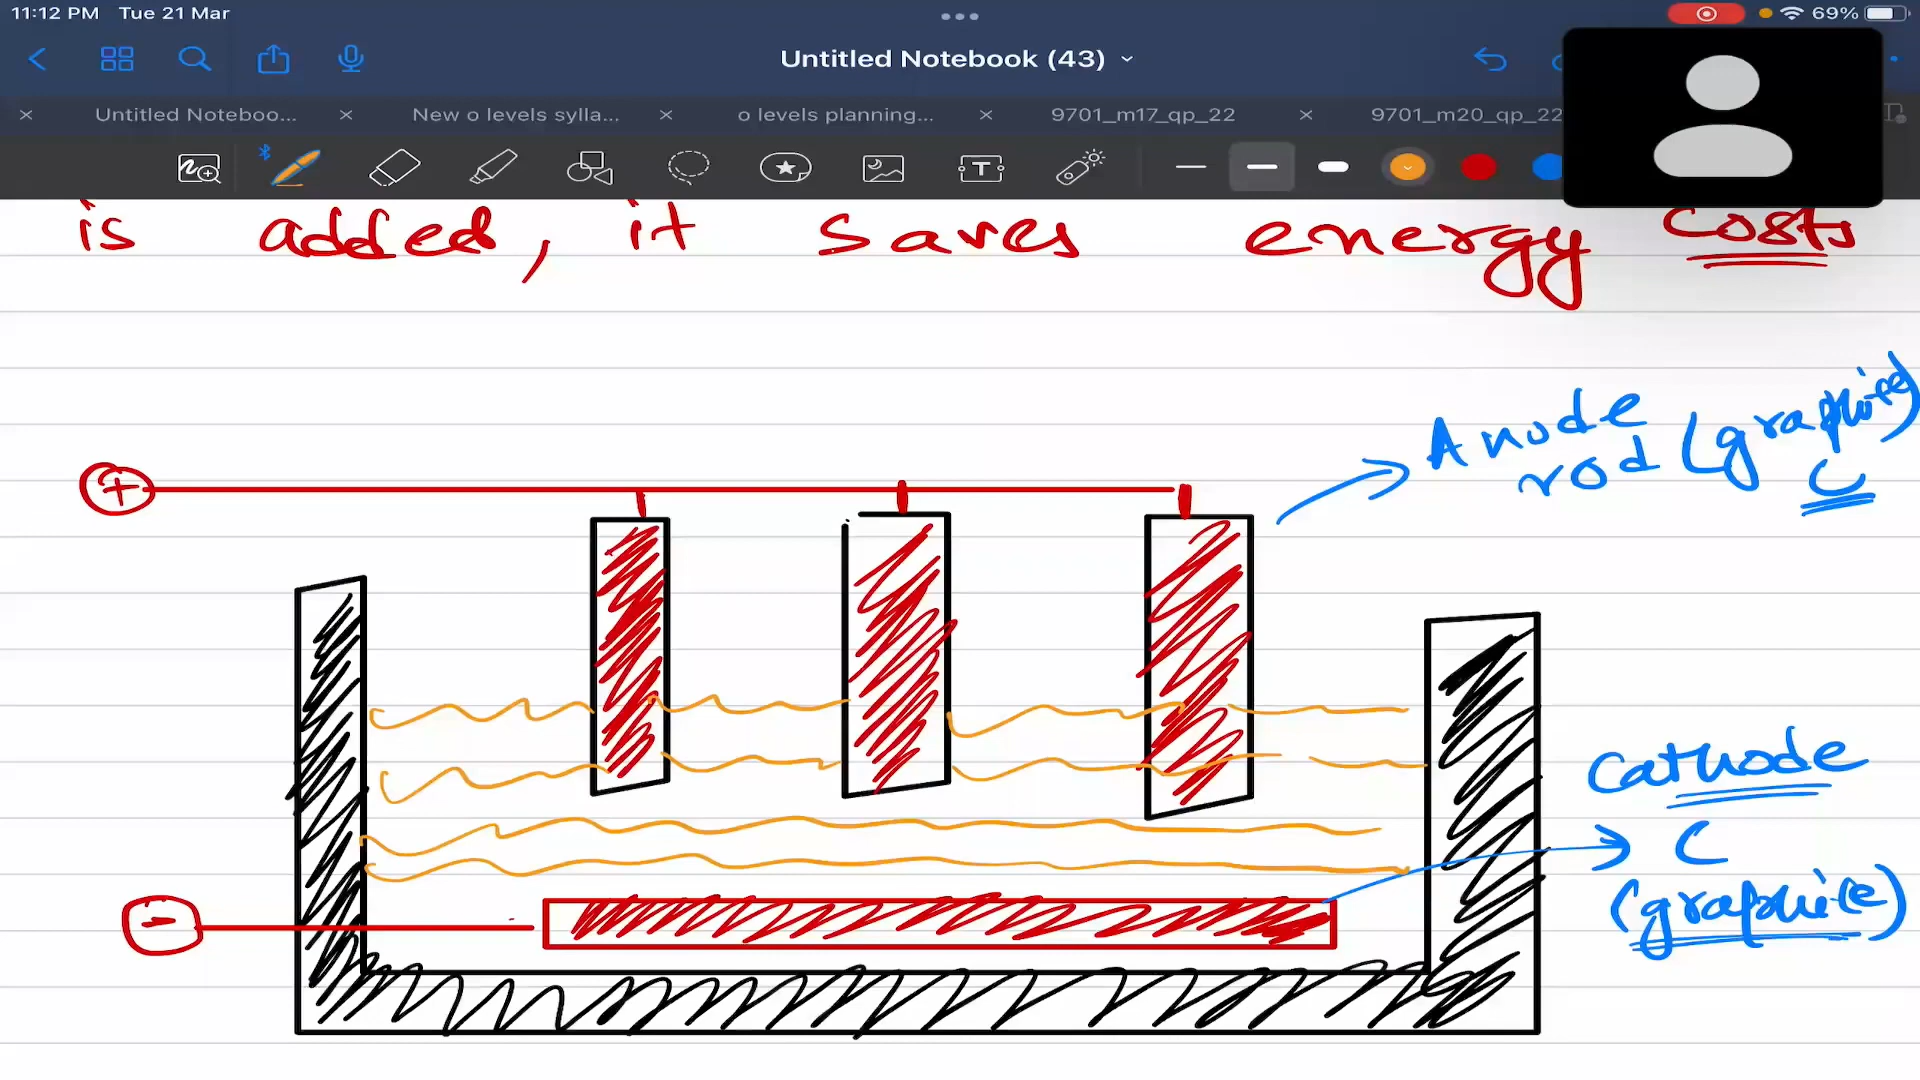 11:12 PM Tue 21 Mar
69%
Untitled Notebook (43)
Untitled Noteboo...
New o levels sylla...
o levels planning...
9701_m17_qp_22
9701_m20_qp_22
T
is added, it saves energy costs
Anode
rod (graphite)
C
+
Cathode
C
(graphite)
-